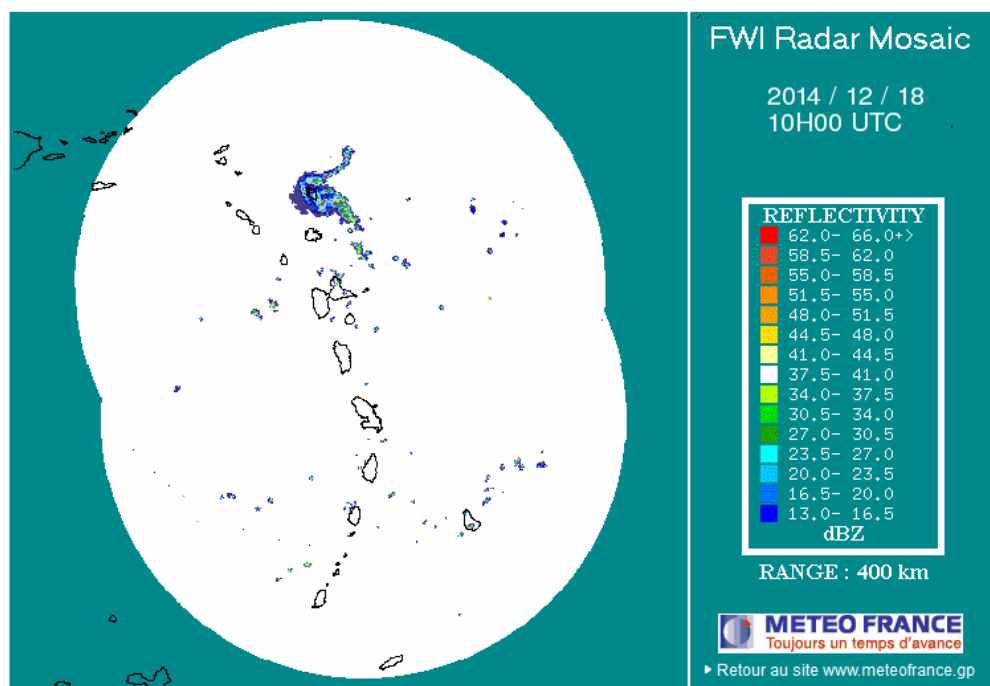 FWI Radar Mosaic
2014 / 12 / 18
10H00 UTC
REFLECTIVITY
62.0- 66.0+>
58.5- 62.0
55.0- 58.5
51.5- 55.0
48.0- 51.5
44.5- 48.0
41.0- 44.5
37.5- 41.0
34.0- 37.5
30.5- 34.0
27.0- 30.5
23.5- 27.0
20.0- 23.5
16.5- 20.0
13.0- 16.5
dBZ
RANGE : 400 km
METEO FRANCE
Toujours un temps d'avance
Retour au site www.meteofrance.gp